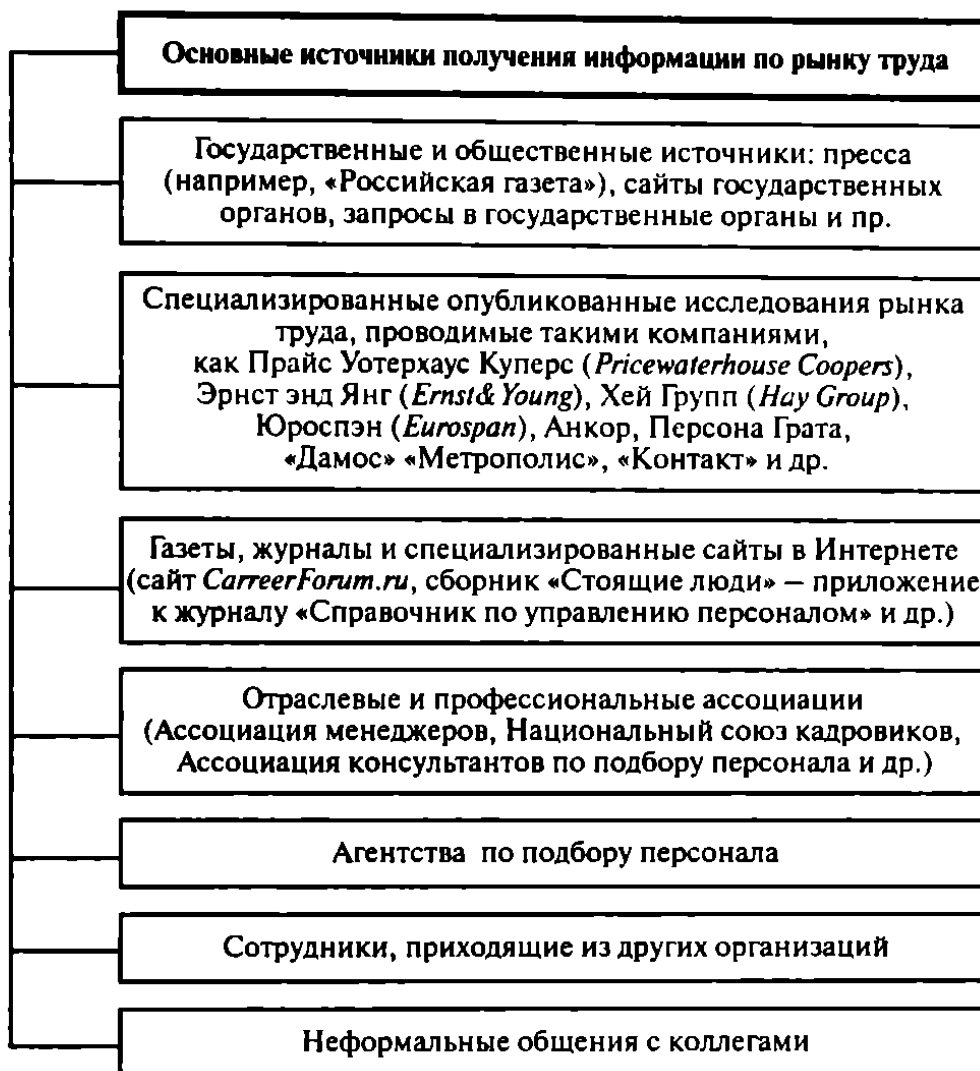 Основные источники получения информации по рынку труда
Государственные и общественные источники: пресса
(например, «Российская газета»), сайты государственных
органов, запросы в государственные органы и пр.
Специализированные опубликованные исследования рынка
труда, проводимые такими компаниями,
как Прайс Уотерхаус Куперс (Pricewaterhouse Coopers),
Эрнст энд Янг (Ernst& Young), Хей Групп (Hay Group),
Юроспэн (Eurospan), Анкор, Персона Грата,
«Дамос» «Метрополис», «Контакт» и др.
Газеты, журналы и специализированные сайты в Интернете
(сайт CarreerForum.ru, сборник «Стоящие люди» – приложение
к журналу «Справочник по управлению персоналом» и др.)
Отраслевые и профессиональные ассоциации
(Ассоциация менеджеров, Национальный союз кадровиков,
Ассоциация консультантов по подбору персонала и др.)
Агентства по подбору персонала
Сотрудники, приходящие из других организаций
Неформальные общения с коллегами